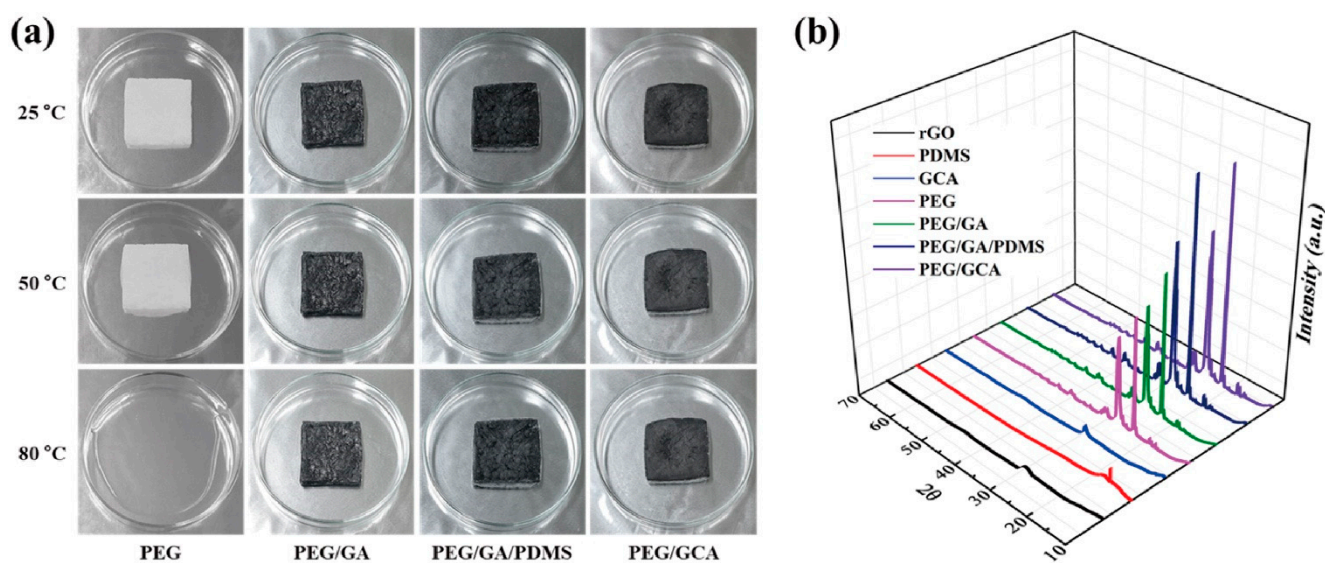 (a)
25 °C
50 °C
80 °C
PEG
PEG/GA
PEG/GA/PDMS
PEG/GCA
(b)
rGO
PDMS
GCA
PEG
PEG/GA
PEG/GA/PDMS
PEG/GCA
Intensity (a.u.)
70
60
50
40
30
20
10
2θ